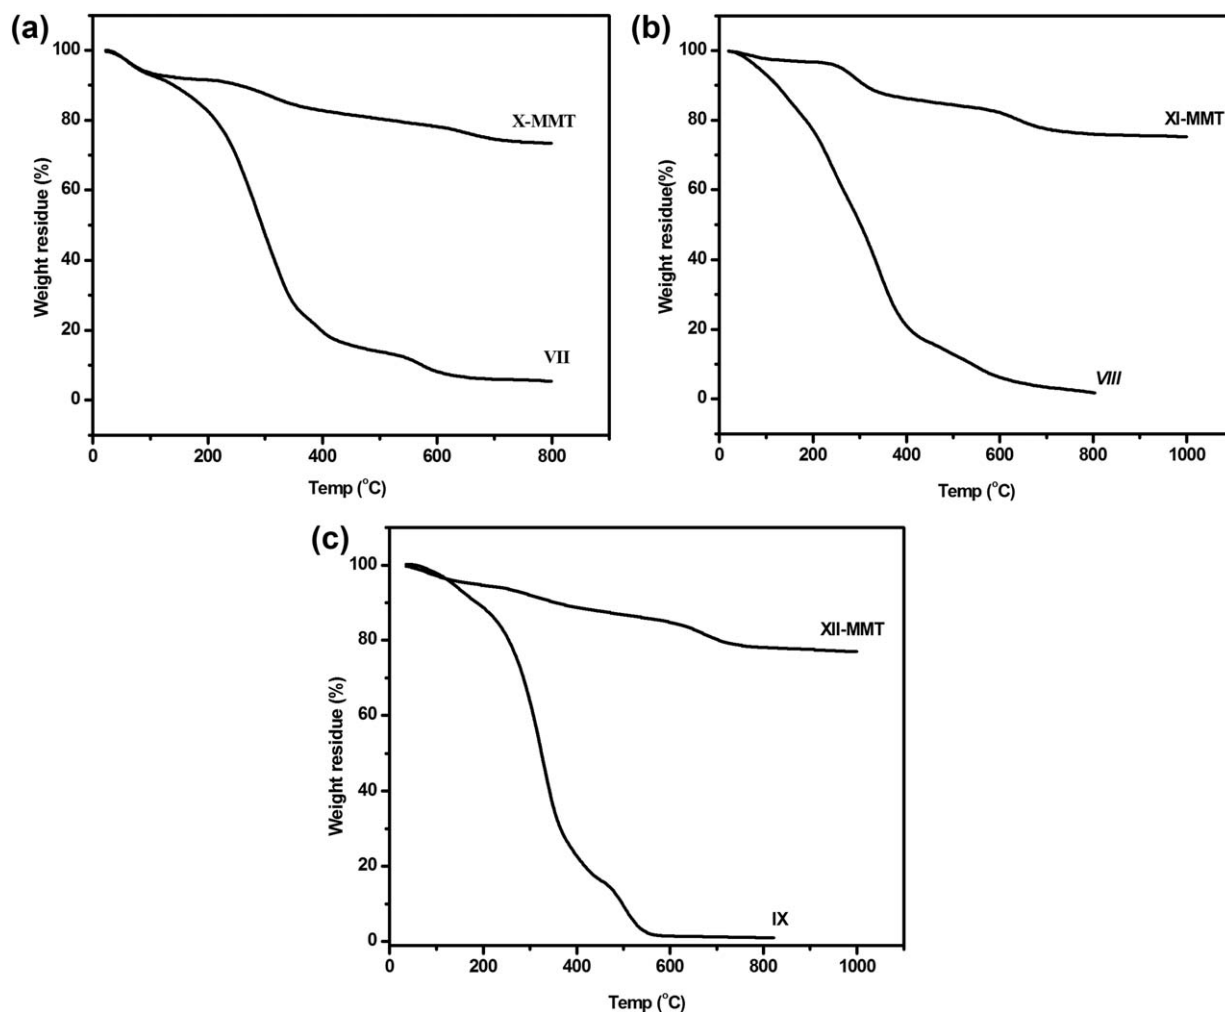 (a)
100
80
60
40
20
0
Weight residue (%)
X-MMT
VII
0 200 400 600 800
Temp (°C)
(b)
100
80
60
40
20
0
Weight residue(%)
XI-MMT
VIII
0 200 400 600 800 1000
Temp (°C)
(c)
100
80
60
40
20
0
Weight residue (%)
XII-MMT
IX
0 200 400 600 800 1000
Temp (°C)